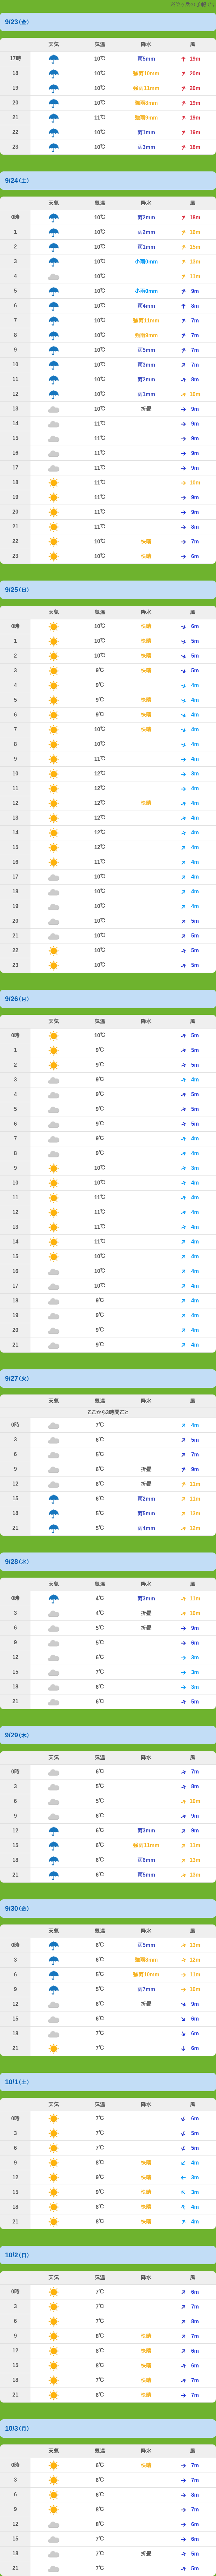 9/23(金)
天気 気温 降水 風
17時 10℃ 雨5mm 19m
18 10℃ 強雨10mm 20m
19 10℃ 強雨11mm 20m
20 10℃ 強雨8mm 19m
21 11℃ 強雨9mm 19m
22 10℃ 雨1mm 19m
23 10℃ 雨3mm 18m
9/24(土)
天気 気温 降水 風
0時 10℃ 雨2mm 18m
1 10℃ 雨2mm 16m
2 10℃ 雨1mm 15m
3 10℃ 小雨0mm 13m
4 10℃ 11m
5 10℃ 小雨0mm 9m
6 10℃ 雨4mm 8m
7 10℃ 強雨11mm 7m
8 10℃ 強雨9mm 7m
9 10℃ 雨5mm 7m
10 10℃ 雨3mm 7m
11 10℃ 雨2mm 8m
12 10℃ 雨1mm 10m
13 10℃ 折畳 9m
14 11℃ 9m
15 11℃ 9m
16 11℃ 9m
17 11℃ 9m
18 11℃ 10m
19 11℃ 9m
20 11℃ 9m
21 11℃ 8m
22 10℃ 快晴 7m
23 10℃ 快晴 6m
9/25(日)
天気 気温 降水 風
0時 10℃ 快晴 6m
1 10℃ 快晴 5m
2 10℃ 快晴 5m
3 9℃ 快晴 5m
4 9℃ 4m
5 9℃ 快晴 4m
6 9℃ 快晴 4m
7 10℃ 快晴 4m
8 10℃ 4m
9 11℃ 4m
10 12℃ 3m
11 12℃ 4m
12 12℃ 快晴 4m
13 12℃ 4m
14 12℃ 4m
15 12℃ 4m
16 11℃ 4m
17 10℃ 4m
18 10℃ 4m
19 10℃ 4m
20 10℃ 5m
21 10℃ 5m
22 10℃ 5m
23 10℃ 5m
9/26(月)
天気 気温 降水 風
0時 10℃ 5m
1 9℃ 5m
2 9℃ 5m
3 9℃ 4m
4 9℃ 5m
5 9℃ 5m
6 9℃ 5m
7 9℃ 4m
8 9℃ 4m
9 10℃ 3m
10 10℃ 4m
11 11℃ 4m
12 11℃ 4m
13 11℃ 4m
14 11℃ 4m
15 10℃ 4m
16 10℃ 4m
17 10℃ 4m
18 9℃ 4m
19 9℃ 4m
20 9℃ 4m
21 9℃ 4m
9/27(火)
天気 気温 降水 風
ここから3時間ごと
0時 7℃ 4m
3 6℃ 5m
6 5℃ 7m
9 6℃ 折畳 9m
12 6℃ 折畳 11m
15 6℃ 雨2mm 11m
18 5℃ 雨5mm 13m
21 5℃ 雨4mm 12m
9/28(水)
天気 気温 降水 風
0時 4℃ 雨3mm 11m
3 4℃ 折畳 10m
6 5℃ 折畳 9m
9 5℃ 6m
12 6℃ 3m
15 7℃ 3m
18 6℃ 3m
21 6℃ 5m
9/29(木)
天気 気温 降水 風
0時 6℃ 7m
3 5℃ 8m
6 5℃ 10m
9 6℃ 9m
12 6℃ 雨3mm 9m
15 6℃ 強雨11mm 11m
18 6℃ 雨6mm 13m
21 6℃ 雨5mm 13m
9/30(金)
天気 気温 降水 風
0時 6℃ 雨5mm 13m
3 6℃ 強雨8mm 12m
6 5℃ 強雨10mm 11m
9 5℃ 雨7mm 10m
12 6℃ 折畳 9m
15 6℃ 6m
18 7℃ 6m
21 7℃ 6m
10/1(土)
天気 気温 降水 風
0時 7℃ 6m
3 7℃ 5m
6 7℃ 5m
9 8℃ 快晴 4m
12 9℃ 快晴 3m
15 9℃ 快晴 3m
18 8℃ 快晴 4m
21 8℃ 快晴 4m
10/2(日)
天気 気温 降水 風
0時 7℃ 6m
3 7℃ 7m
6 7℃ 8m
9 8℃ 快晴 7m
12 8℃ 快晴 6m
15 8℃ 快晴 6m
18 7℃ 快晴 7m
21 6℃ 快晴 7m
10/3(月)
天気 気温 降水 風
0時 6℃ 快晴 7m
3 6℃ 7m
6 6℃ 8m
9 8℃ 7m
12 8℃ 6m
15 7℃ 6m
18 7℃ 折畳 5m
21 7℃ 5m